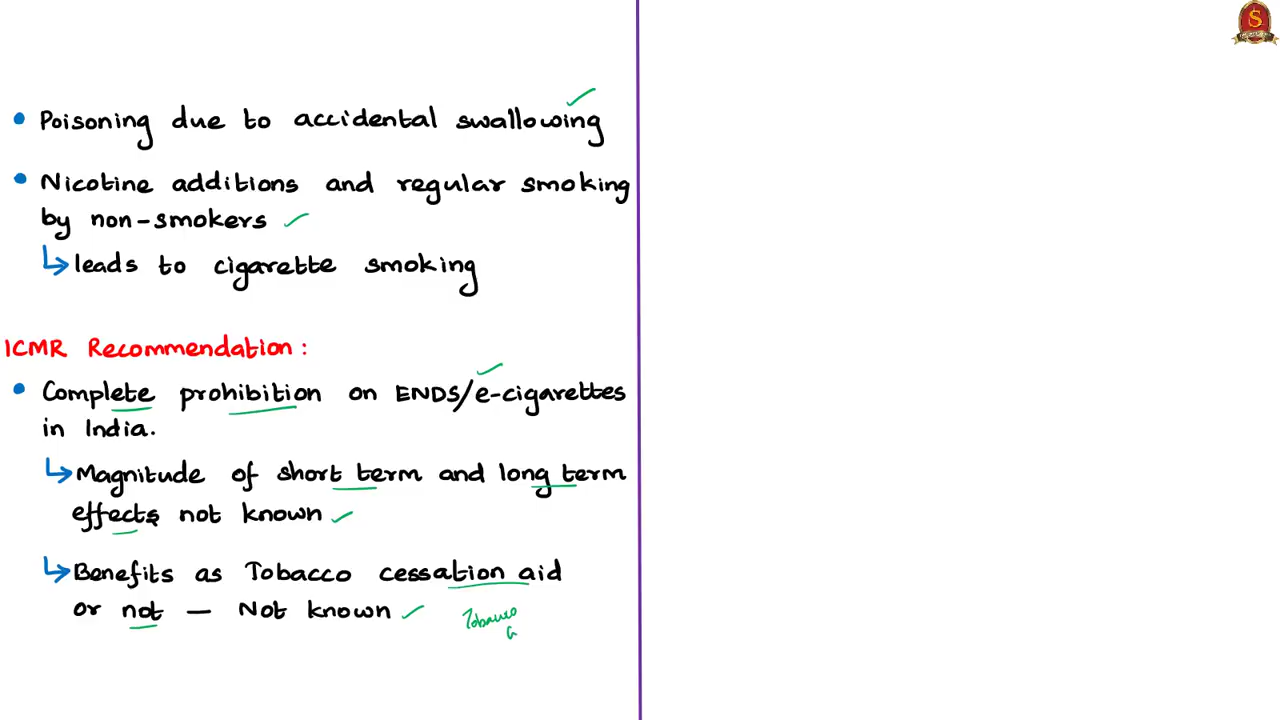 • Poisoning due to accidental swallowing
• Nicotine additions and regular smoking
by non-smokers
↳ leads to cigarette smoking
ICMR Recommendation:
• Complete prohibition on ENDS/e-cigarettes
in India.
↳ Magnitude of short term and long term
effects not known
↳ Benefits as Tobacco cessation aid
or not — Not known
Tobacco
S